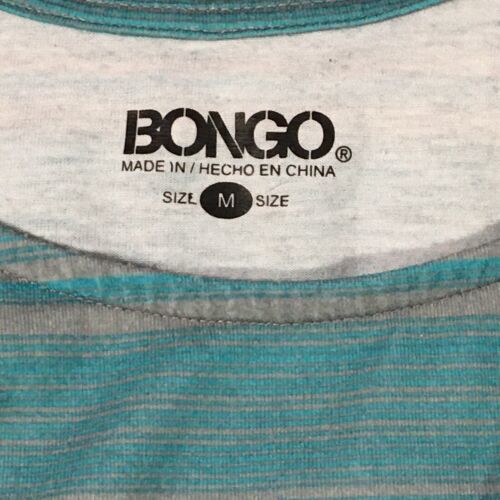 BONGO®
MADE IN / HECHO EN CHINA
SIZE M SIZE